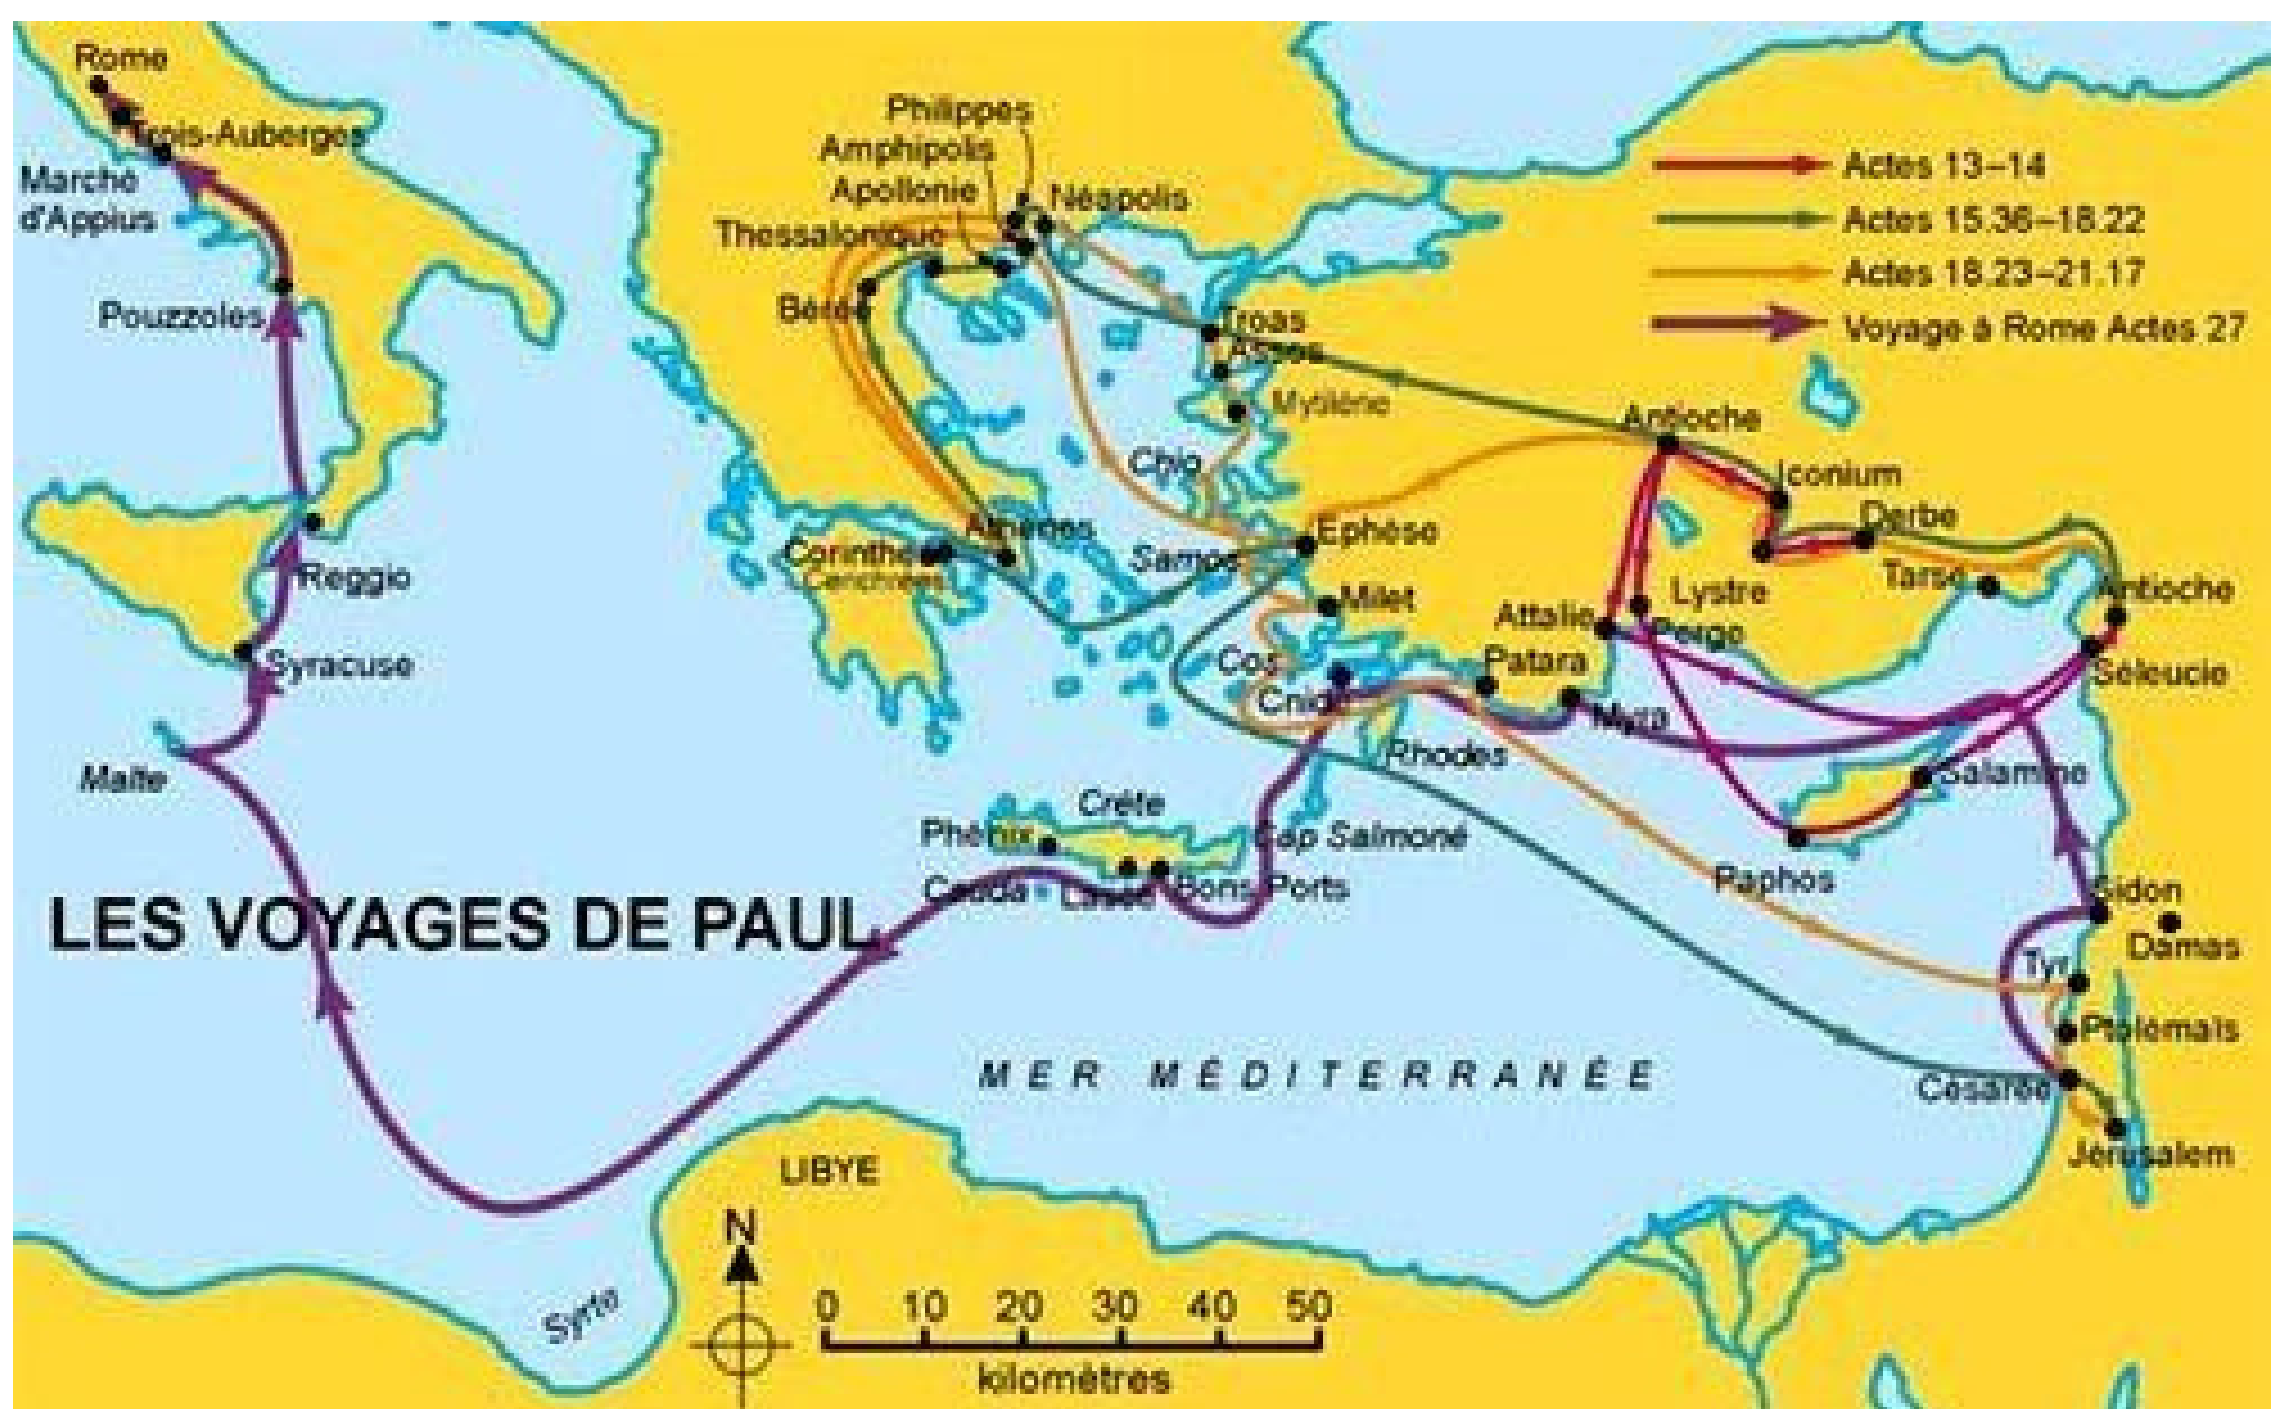 Rome
Trois-Auberges
Marché
d'Appius
Pouzzoles
Reggio
Syracuse
Malte
Philippes
Amphipolis
Apollonie
Néapolis
Thessalonique
Bérée
Troas
Assos
Mytilène
Chio
Athènes
Corinthe
Cenchrées
Samos
Ephèse
Milet
Cos
Cnide
Patara
Myra
Rhodes
Antioche
Iconium
Derbe
Lystre
Tarse
Attalie
Perge
Antioche
Séleucie
Salamine
Paphos
Crète
Phénix
Cap Salmoné
Cauda
Lasée
Bons Ports
Sidon
Damas
Tyr
Ptolémaïs
Césarée
Jérusalem
Actes 13–14
Actes 15.36–18.22
Actes 18.23–21.17
Voyage à Rome Actes 27
LES VOYAGES DE PAUL
MER MÉDITERRANÉE
LIBYE
Syrte
N
0 10 20 30 40 50
kilomètres